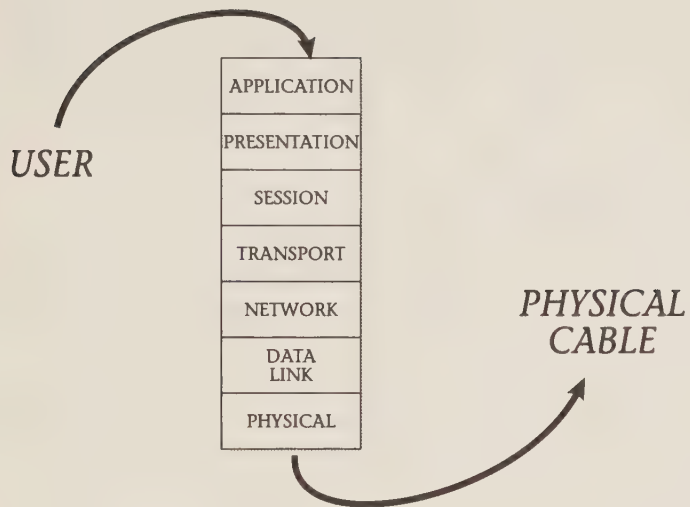 APPLICATION
PRESENTATION
USER
SESSION
TRANSPORT
NETWORK
PHYSICAL
CABLE
DATA
LINK
PHYSICAL